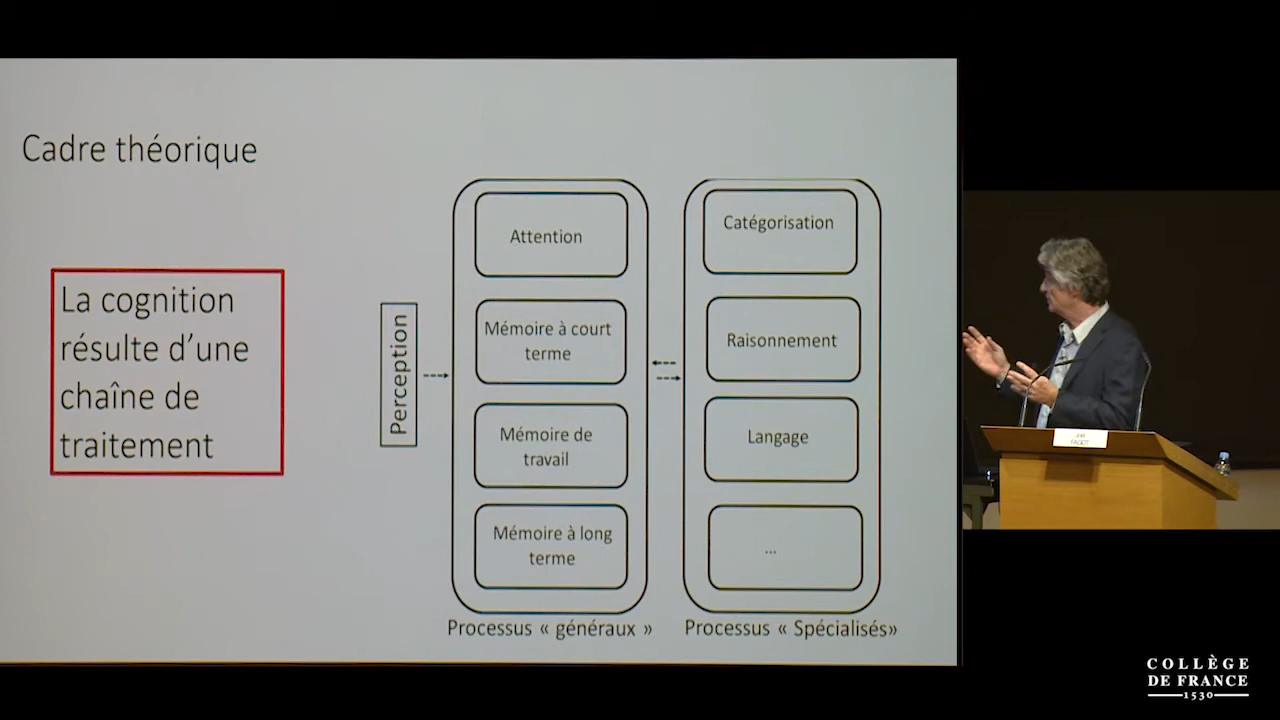 Cadre théorique
La cognition
résulte d’une
chaîne de
traitement
Perception
Attention
Mémoire à court
terme
Mémoire de
travail
Mémoire à long
terme
Processus « généraux »
Catégorisation
Raisonnement
Langage
...
Processus « Spécialisés»
FAGOT
COLLÈGE
DE FRANCE
1530